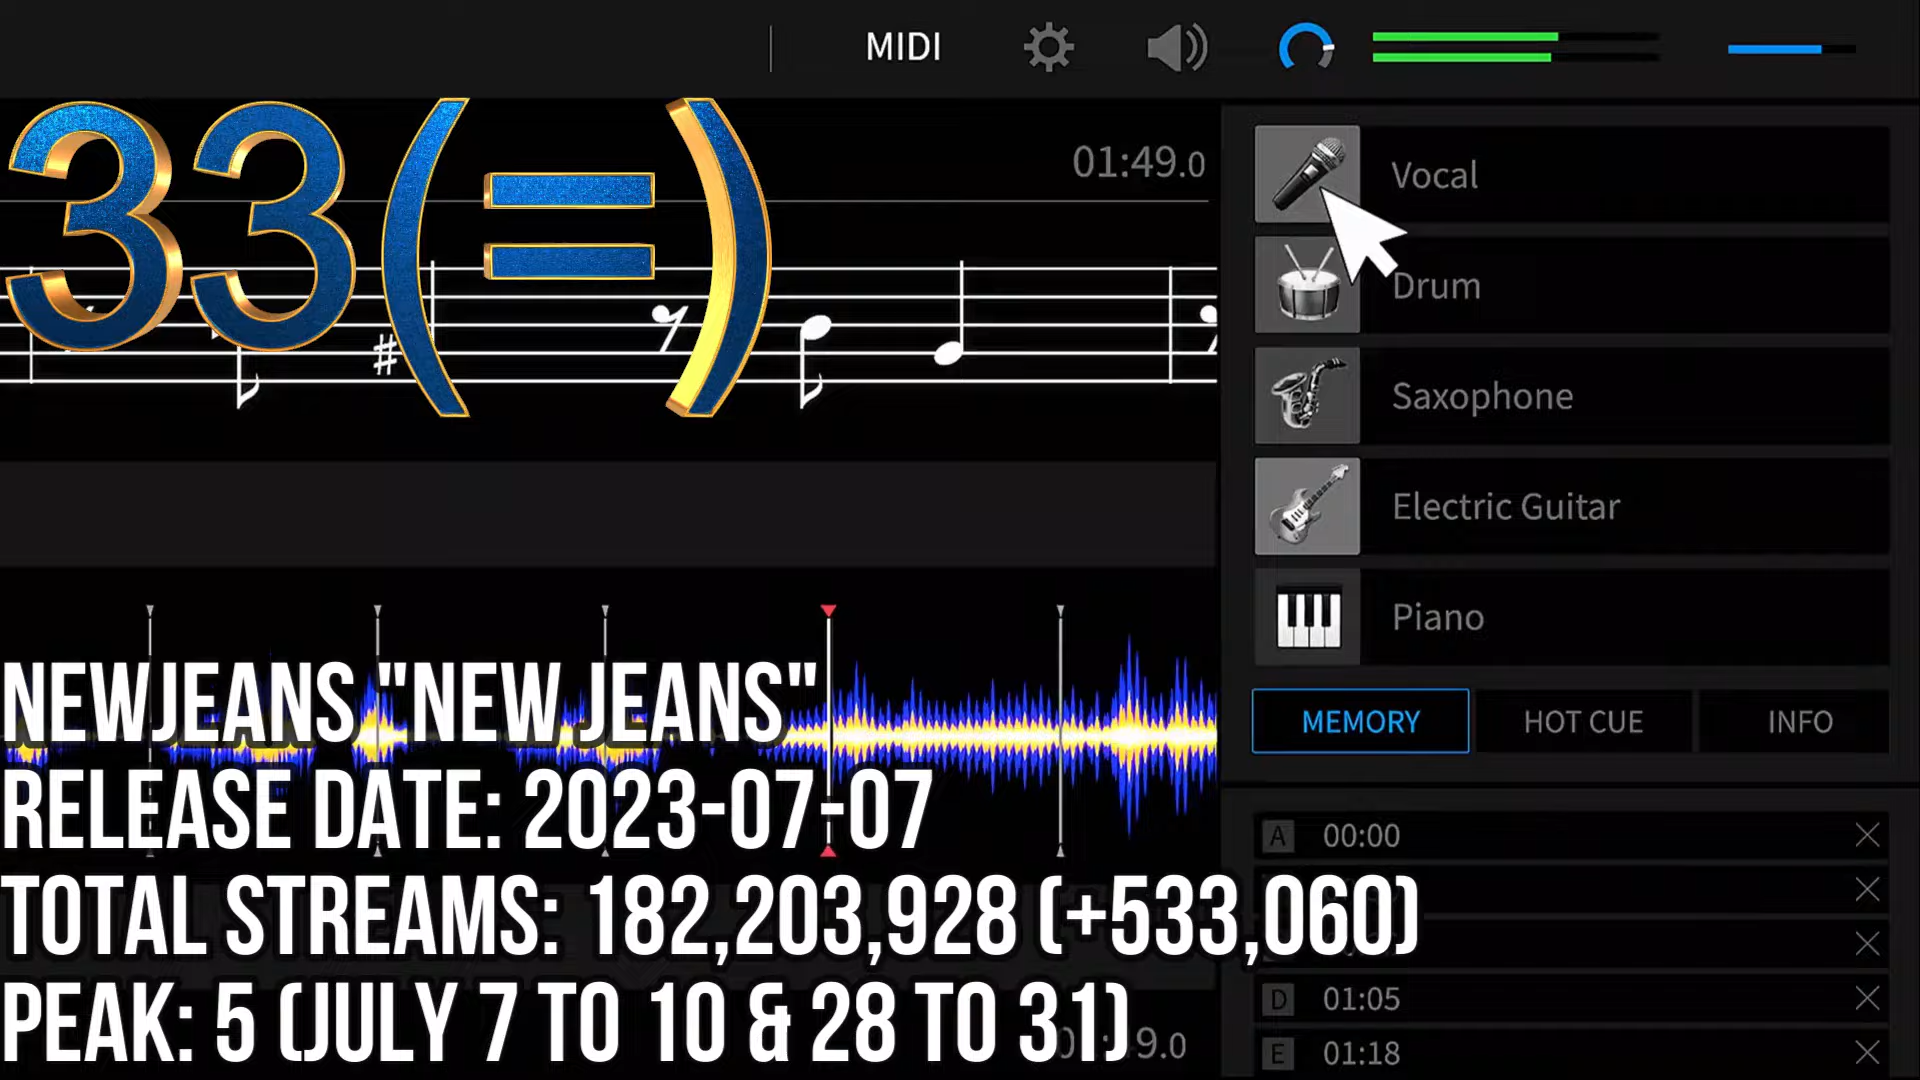 MIDI
33(=)
01:49.0
Vocal
Drum
Saxophone
Electric Guitar
Piano
MEMORY HOT CUE INFO
NEWJEANS "NEW JEANS"
RELEASE DATE: 2023-07-07
TOTAL STREAMS: 182,203,928 (+533,060)
PEAK: 5 (JULY 7 TO 10 & 28 TO 31)
A 00:00
D 01:05
E 01:18